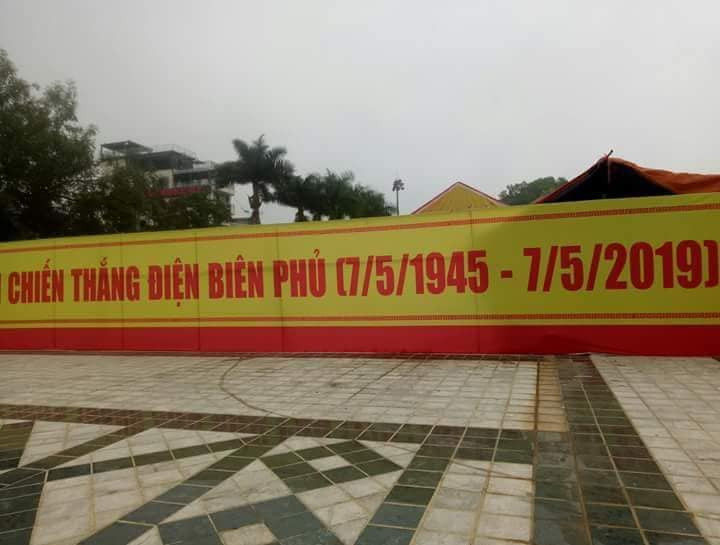 CHIẾN THẮNG ĐIỆN BIÊN PHỦ (7/5/1945 - 7/5/2019)